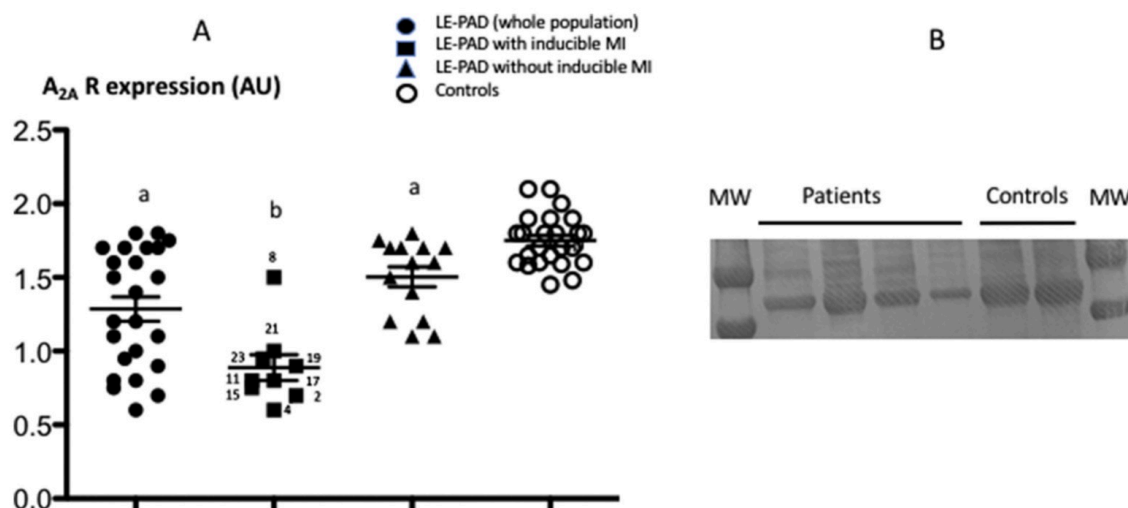 A
LE-PAD (whole population)
LE-PAD with inducible MI
LE-PAD without inducible MI
Controls
A2A R expression (AU)
2.5
2.0
1.5
1.0
0.5
0.0
a
b
a
8
21
23
19
11
17
15
2
4
B
MW
Patients
Controls
MW